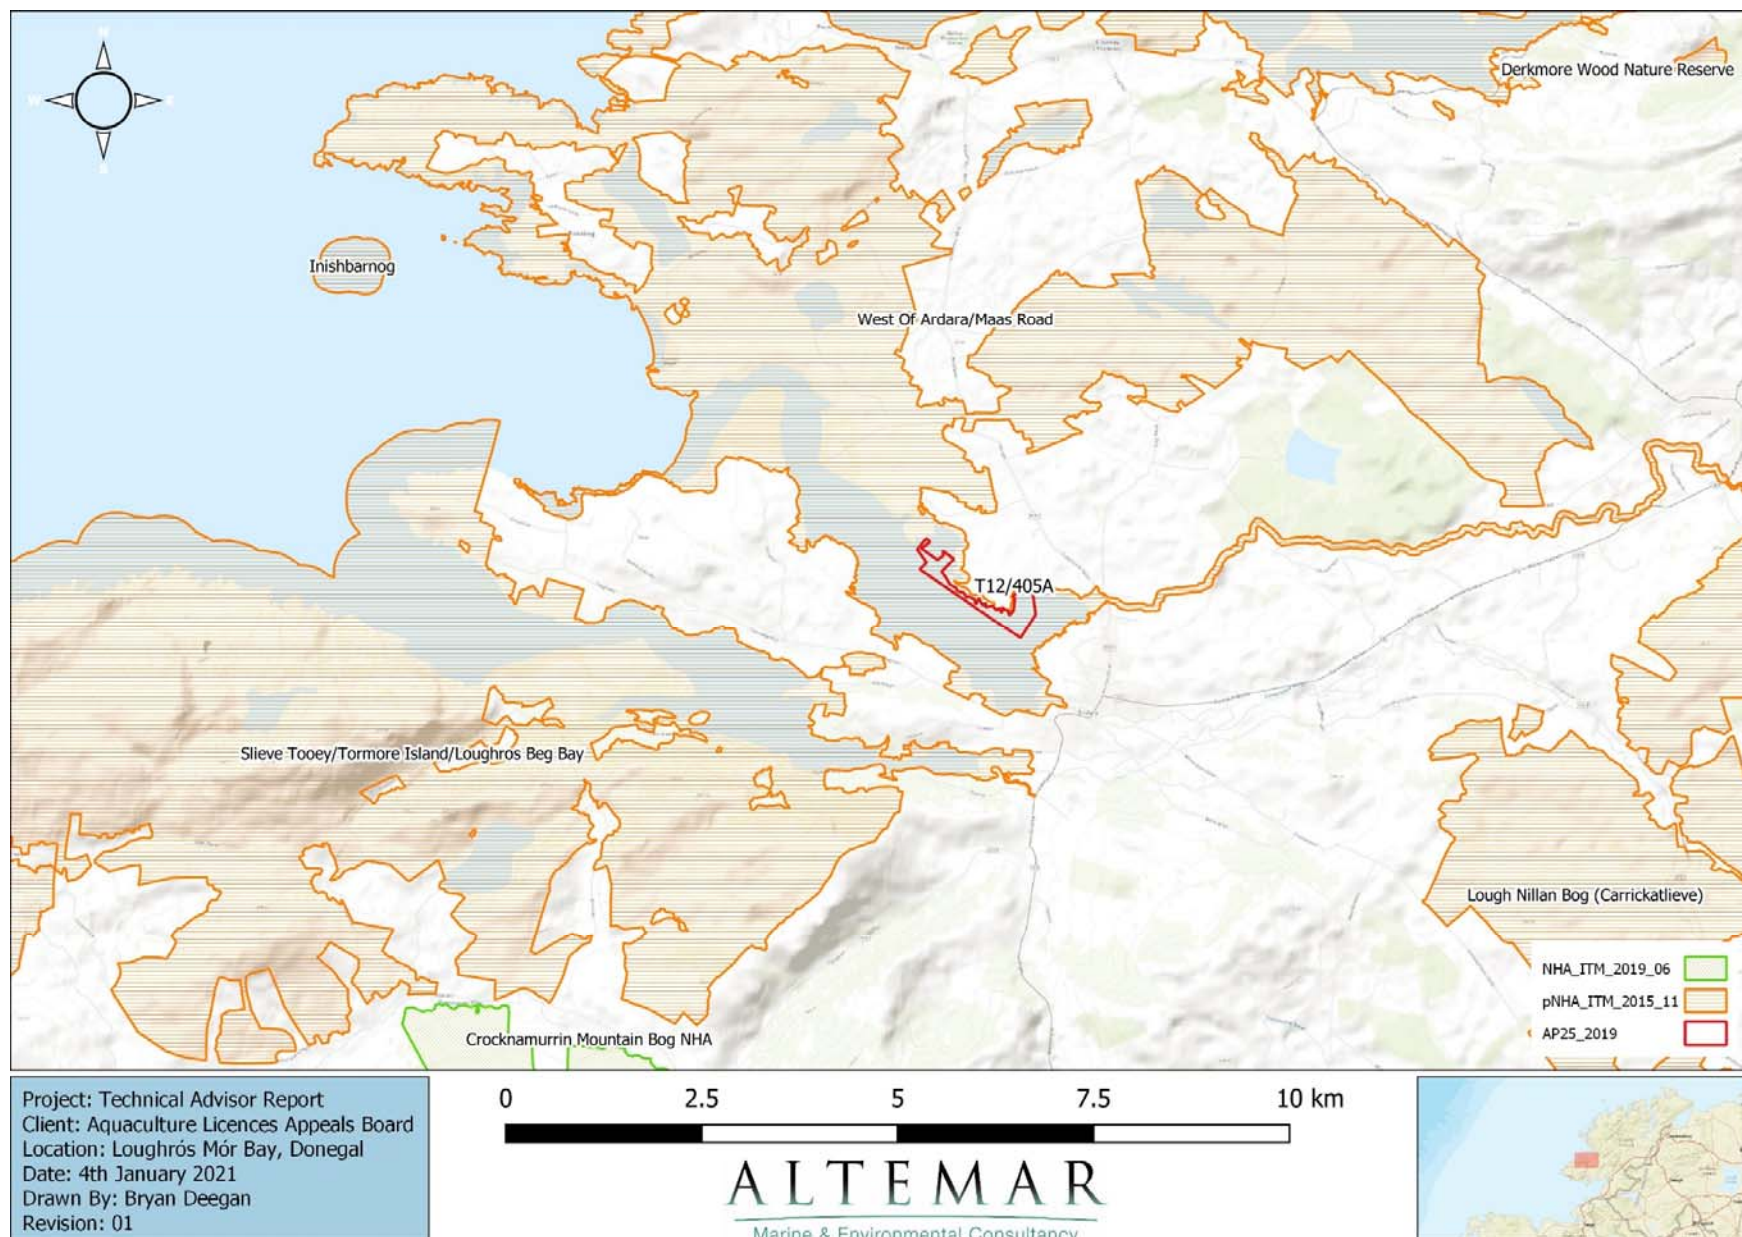 Derkmore Wood Nature Reserve
Inishbarnog
West Of Ardara/Maas Road
T12/405A
Slieve Tooey/Tormore Island/Loughros Beg Bay
Lough Nillan Bog (Carrickatlieve)
Crocknamurrin Mountain Bog NHA
NHA_ITM_2019_06
pNHA_ITM_2015_11
AP25_2019
Project: Technical Advisor Report
Client: Aquaculture Licences Appeals Board
Location: Loughrós Mór Bay, Donegal
Date: 4th January 2021
Drawn By: Bryan Deegan
Revision: 01
0 2.5 5 7.5 10 km
ALTEMAR
Marine & Environmental Consultancy